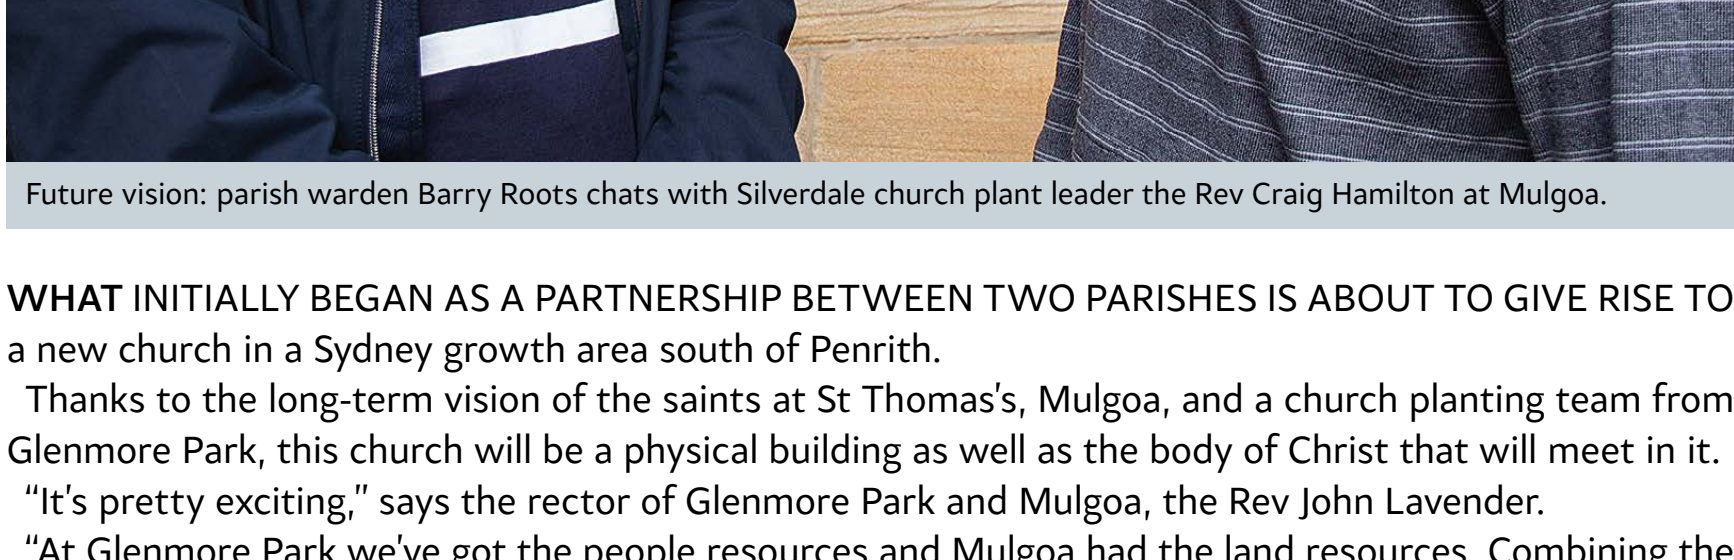 Future vision: parish warden Barry Roots chats with Silverdale church plant leader the Rev Craig Hamilton at Mulgoa.
WHAT INITIALLY BEGAN AS A PARTNERSHIP BETWEEN TWO PARISHES IS ABOUT TO GIVE RISE TO
a new church in a Sydney growth area south of Penrith.
Thanks to the long-term vision of the saints at St Thomas's, Mulgoa, and a church planting team from
Glenmore Park, this church will be a physical building as well as the body of Christ that will meet in it.
“It's pretty exciting,” says the rector of Glenmore Park and Mulgoa, the Rev John Lavender.
“At Glenmore Park we've got the people resources and Mulgoa had the land resources. Combining the